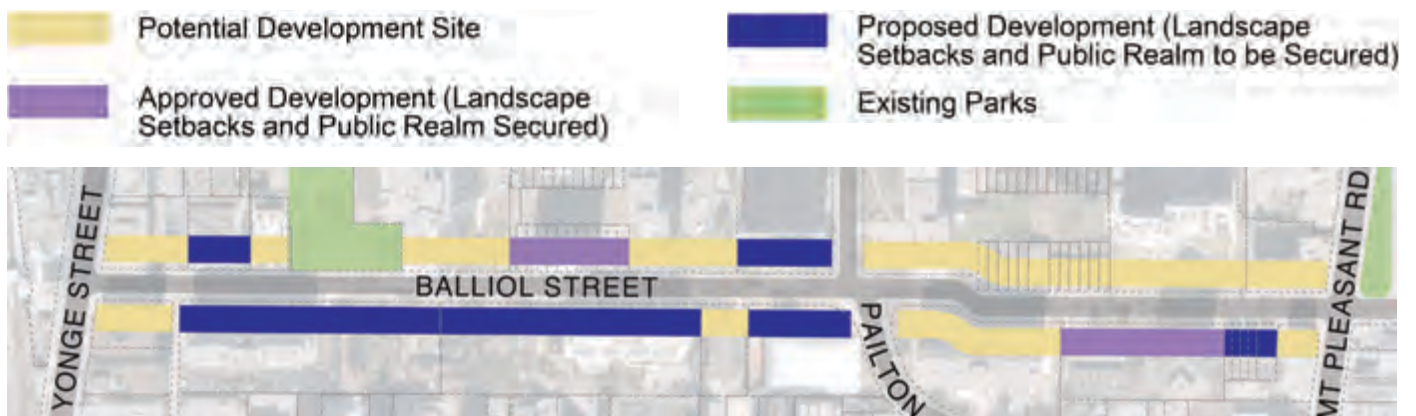 Potential Development Site
Approved Development (Landscape
Setbacks and Public Realm Secured)
Proposed Development (Landscape
Setbacks and Public Realm to be Secured)
Existing Parks
YONGE STREET
BALLIOL STREET
PAILTON
MT PLEASANT RD